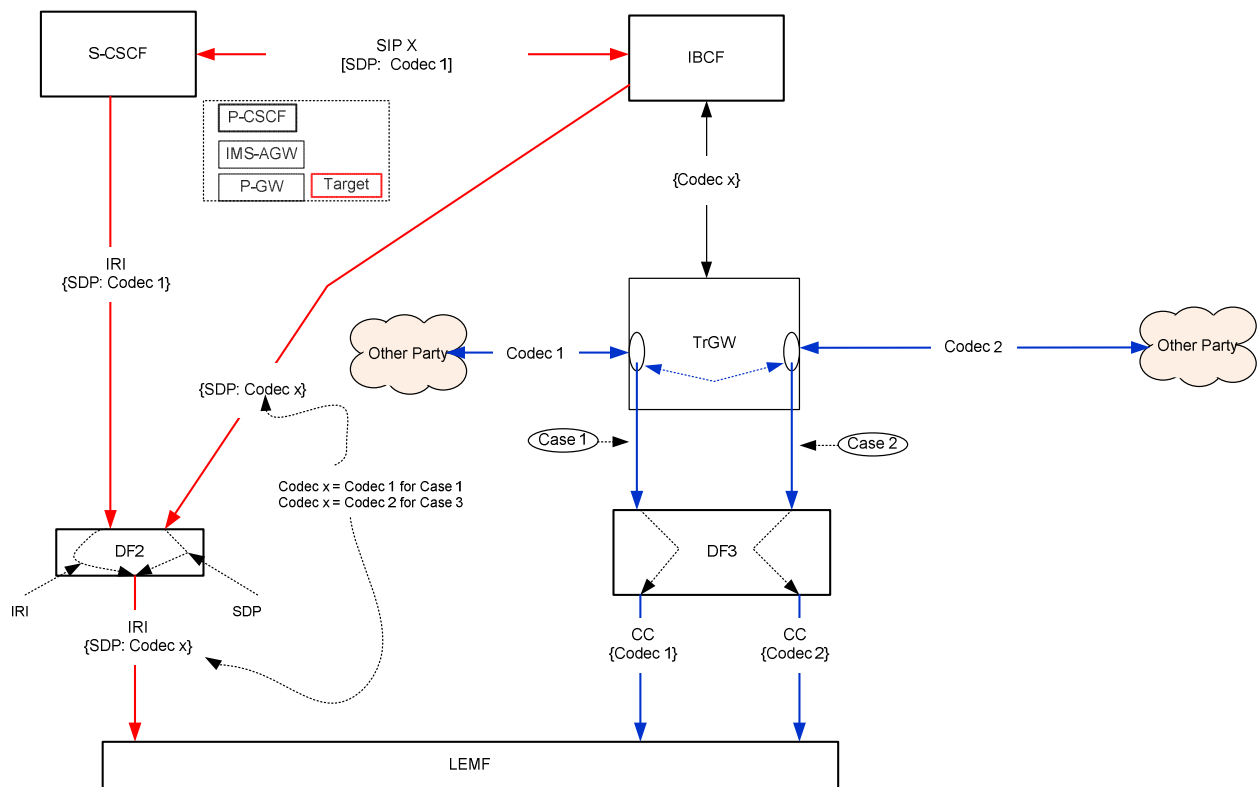 S-CSCF
SIP X
[SDP: Codec 1]
IBCF
P-CSCF
IMS-AGW
P-GW
Target
{Codec x}
IRI
{SDP: Codec 1}
TrGW
Other Party
Codec 1
Codec 2
Other Party
{SDP: Codec x}
Case 1
Case 2
Codec x = Codec 1 for Case 1
Codec x = Codec 2 for Case 3
DF2
DF3
IRI
SDP
IRI
{SDP: Codec x}
CC
{Codec 1}
CC
{Codec 2}
LEMF